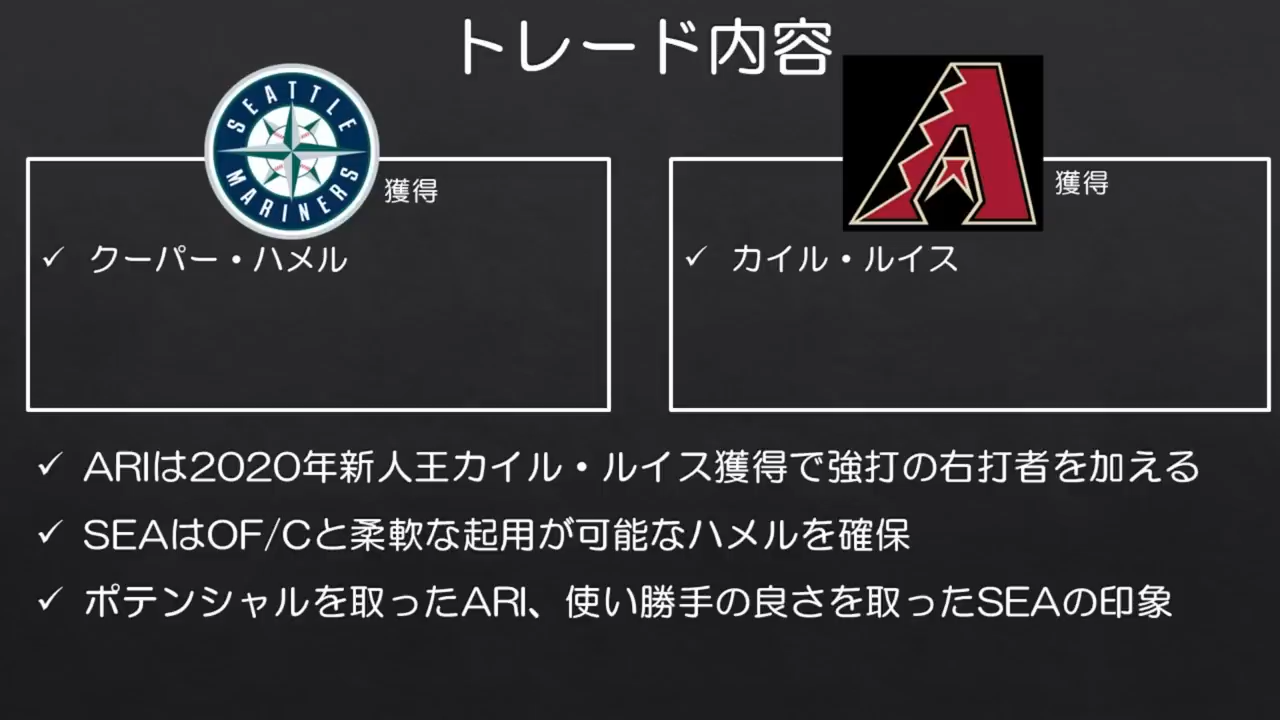 トレード内容
SEATTLE
MARINERS
獲得
✓ クーパー・ハメル
獲得
✓ カイル・ルイス
✓ ARIは2020年新人王カイル・ルイス獲得で強打の右打者を加える
✓ SEAはOF/Cと柔軟な起用が可能なハメルを確保
✓ ポテンシャルを取ったARI、使い勝手の良さを取ったSEAの印象